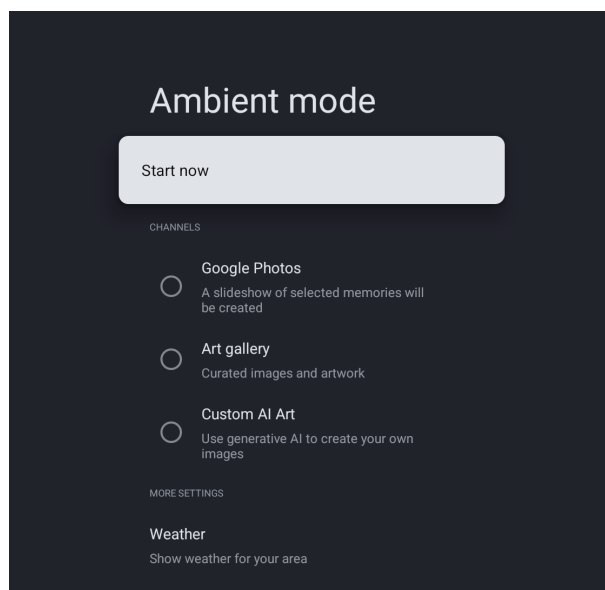 Ambient mode
Start now
CHANNELS
Google Photos
A slideshow of selected memories will
be created
Art gallery
Curated images and artwork
Custom AI Art
Use generative AI to create your own
images
MORE SETTINGS
Weather
Show weather for your area